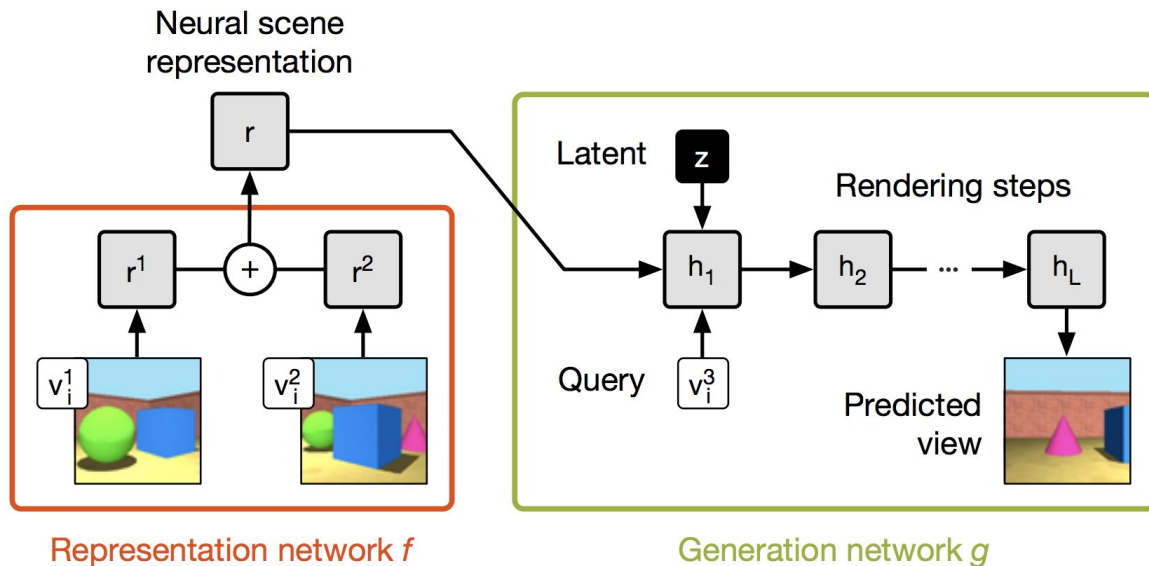 Neural scene
representation
r
r¹
+
r²
v¹ᵢ
v²ᵢ
Representation network f
Latent
z
Rendering steps
h₁
h₂
...
h_L
Query
v³ᵢ
Predicted
view
Generation network g